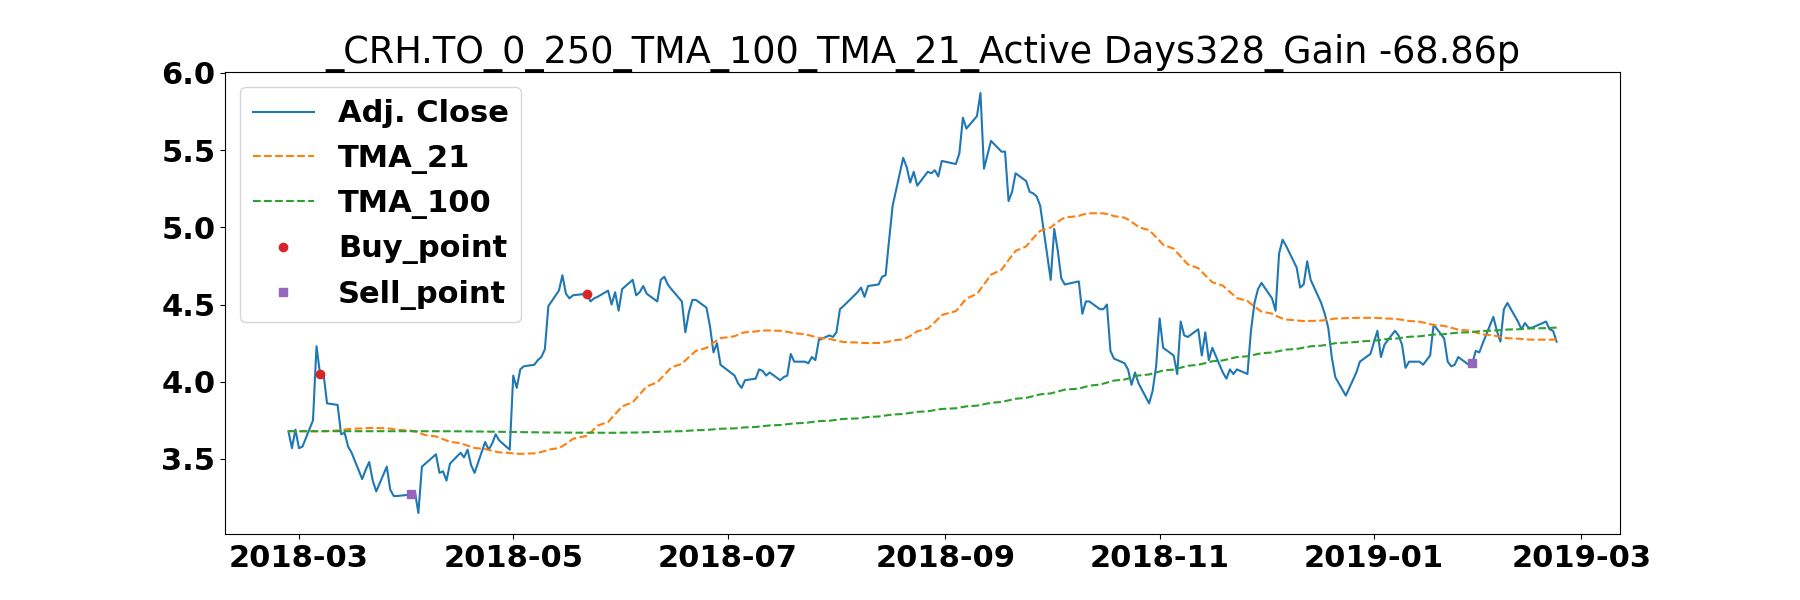 _CRH.TO_0_250_TMA_100_TMA_21_Active Days328_Gain -68.86p
6.0
5.5
5.0
4.5
4.0
3.5
Adj. Close
TMA_21
TMA_100
Buy_point
Sell_point
2018-03 2018-05 2018-07 2018-09 2018-11 2019-01 2019-03